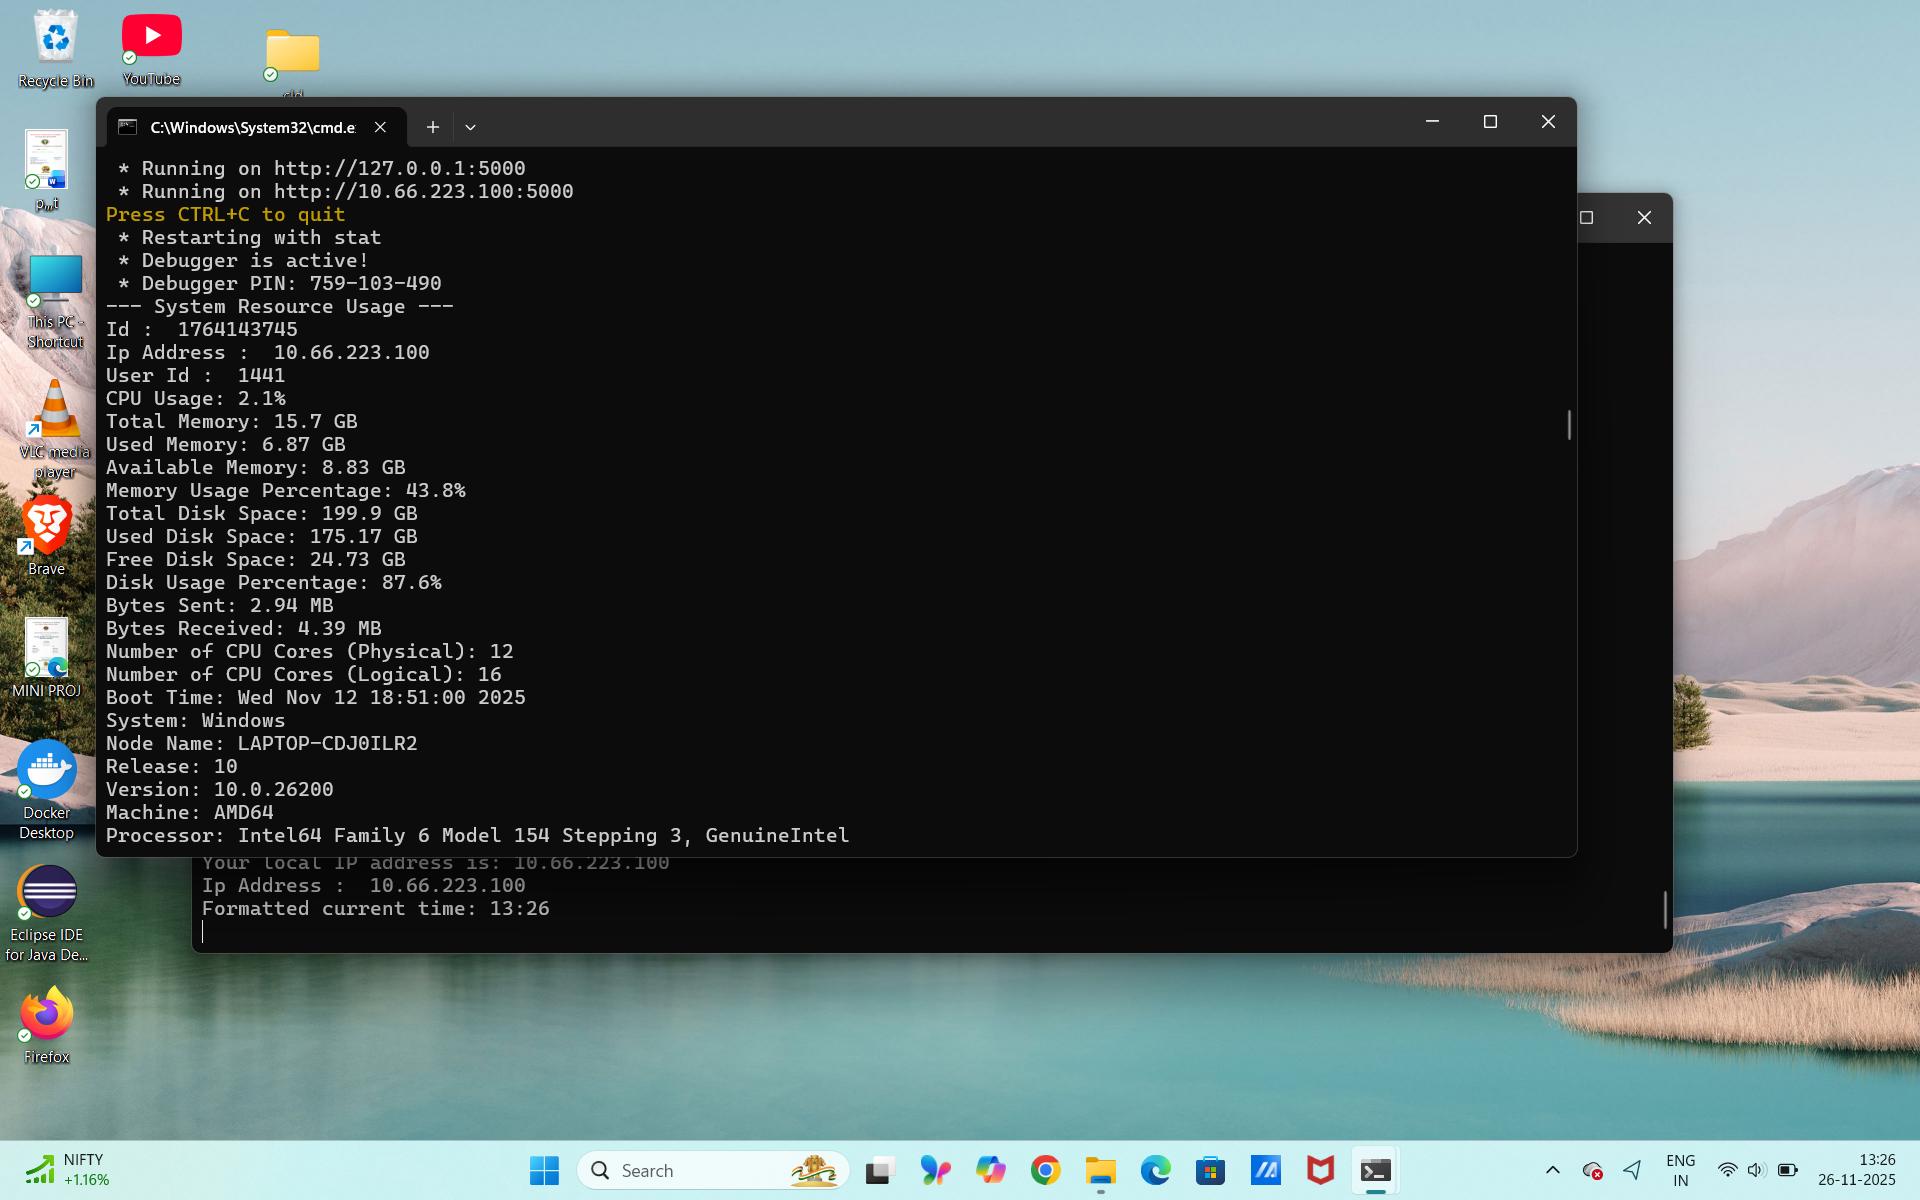 Recycle Bin
YouTube
C:\Windows\System32\cmd.e
* Running on http://127.0.0.1:5000
* Running on http://10.66.223.100:5000
Press CTRL+C to quit
* Restarting with stat
* Debugger is active!
* Debugger PIN: 759-103-490
--- System Resource Usage ---
Id :  1764143745
Ip Address :  10.66.223.100
User Id :  1441
CPU Usage: 2.1%
Total Memory: 15.7 GB
Used Memory: 6.87 GB
Available Memory: 8.83 GB
Memory Usage Percentage: 43.8%
Total Disk Space: 199.9 GB
Used Disk Space: 175.17 GB
Free Disk Space: 24.73 GB
Disk Usage Percentage: 87.6%
Bytes Sent: 2.94 MB
Bytes Received: 4.39 MB
Number of CPU Cores (Physical): 12
Number of CPU Cores (Logical): 16
Boot Time: Wed Nov 12 18:51:00 2025
System: Windows
Node Name: LAPTOP-CDJ0ILR2
Release: 10
Version: 10.0.26200
Machine: AMD64
Processor: Intel64 Family 6 Model 154 Stepping 3, GenuineIntel
Your local IP address is: 10.66.223.100
Ip Address :  10.66.223.100
Formatted current time: 13:26
This PC -
Shortcut
VLC media
player
Brave
MINI PROJ
Docker
Desktop
Eclipse IDE
for Java De...
Firefox
NIFTY
+1.16%
Search
ENG
IN
13:26
26-11-2025